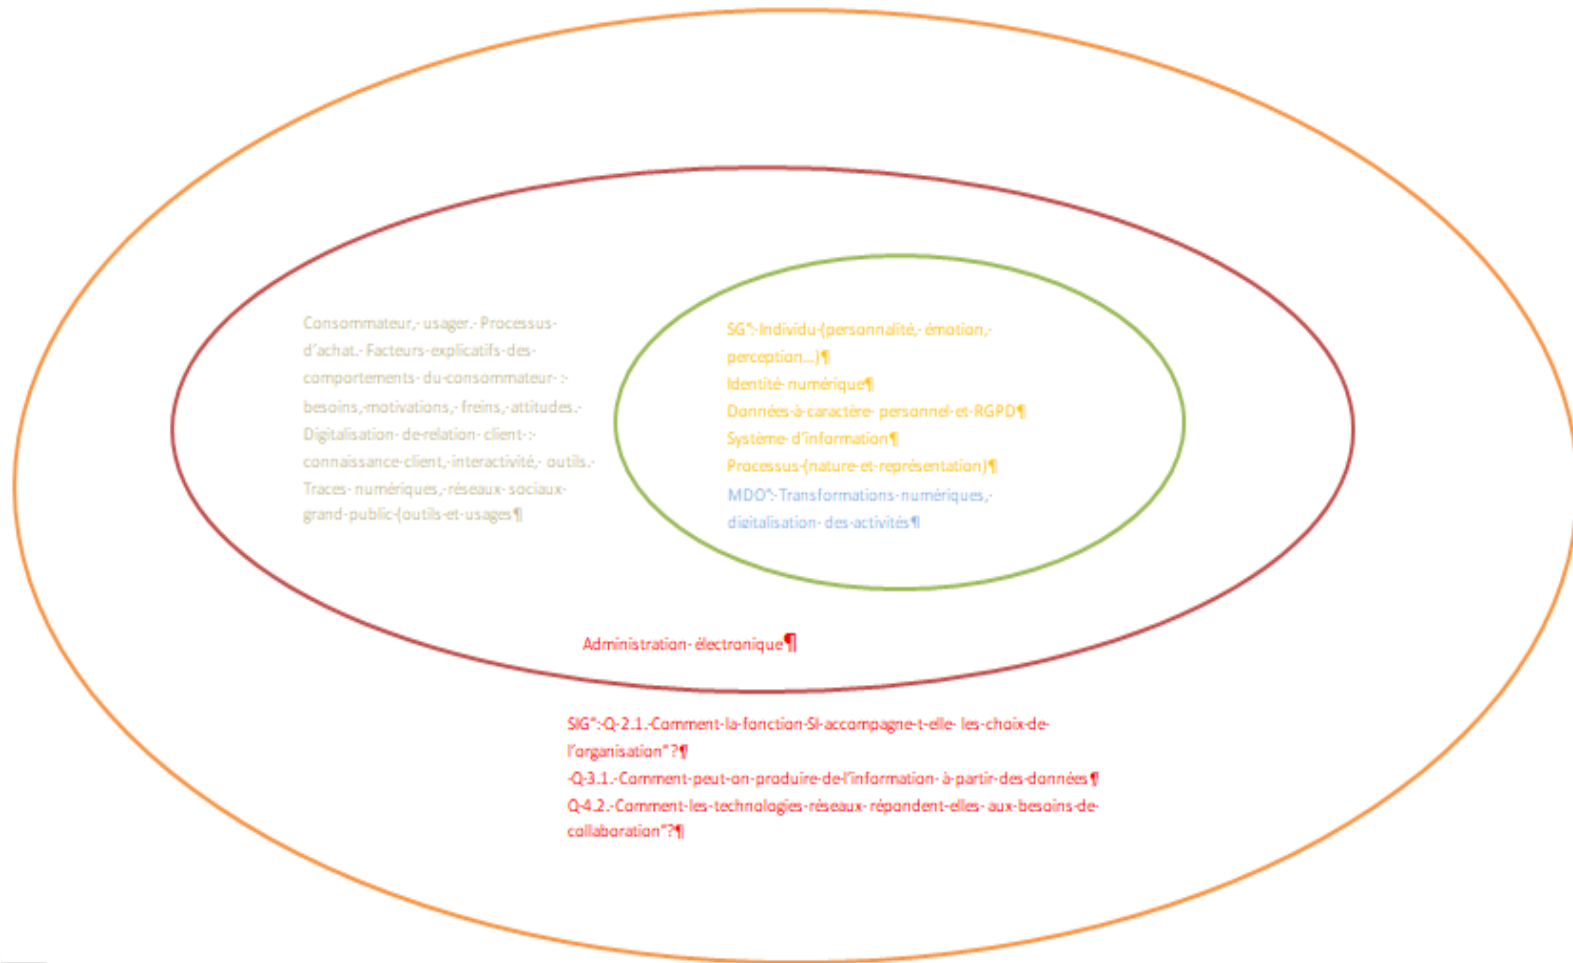 Consommateur, usager. Processus
d'achat. Facteurs explicatifs des
comportements du consommateur :
besoins, motivations, freins, attitudes.
Digitalisation de relation client :
connaissance client, interactivité, outils.
Traces numériques, réseaux sociaux
grand public (outils et usages¶
SG°: Individu (personnalité, émotion,
perception...)¶
Identité numérique¶
Données à caractère personnel et RGPD¶
Système d'information¶
Processus (nature et représentation)¶
MDO°: Transformations numériques,
digitalisation des activités¶
Administration électronique¶
SIG°: Q 2.1. Comment la fonction SI accompagne-t-elle les choix de
l'organisation°?¶
Q 3.1. Comment peut-on produire de l'information à partir des données¶
Q 4.2. Comment les technologies réseaux répondent-elles aux besoins de
collaboration°?¶